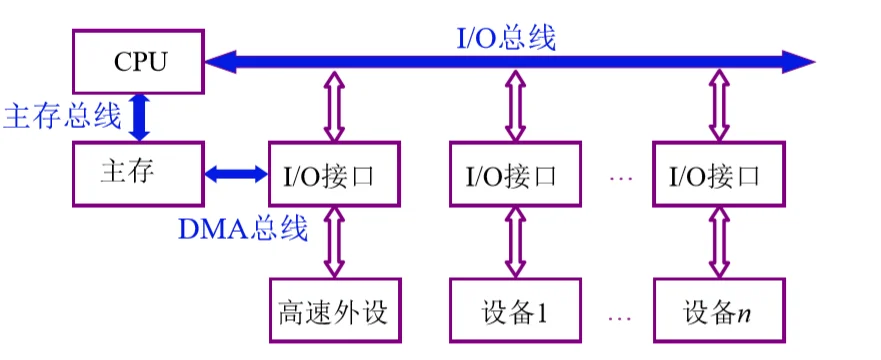 I/O总线
CPU
主存总线
主存
I/O接口
I/O接口
…
I/O接口
DMA总线
高速外设
设备1
…
设备n